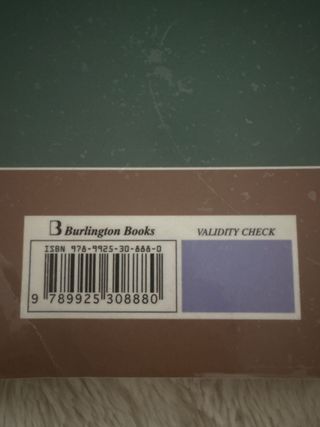 B Burlington Books
VALIDITY CHECK
ISBN 978-9925-30-888-0
9 789925 308880